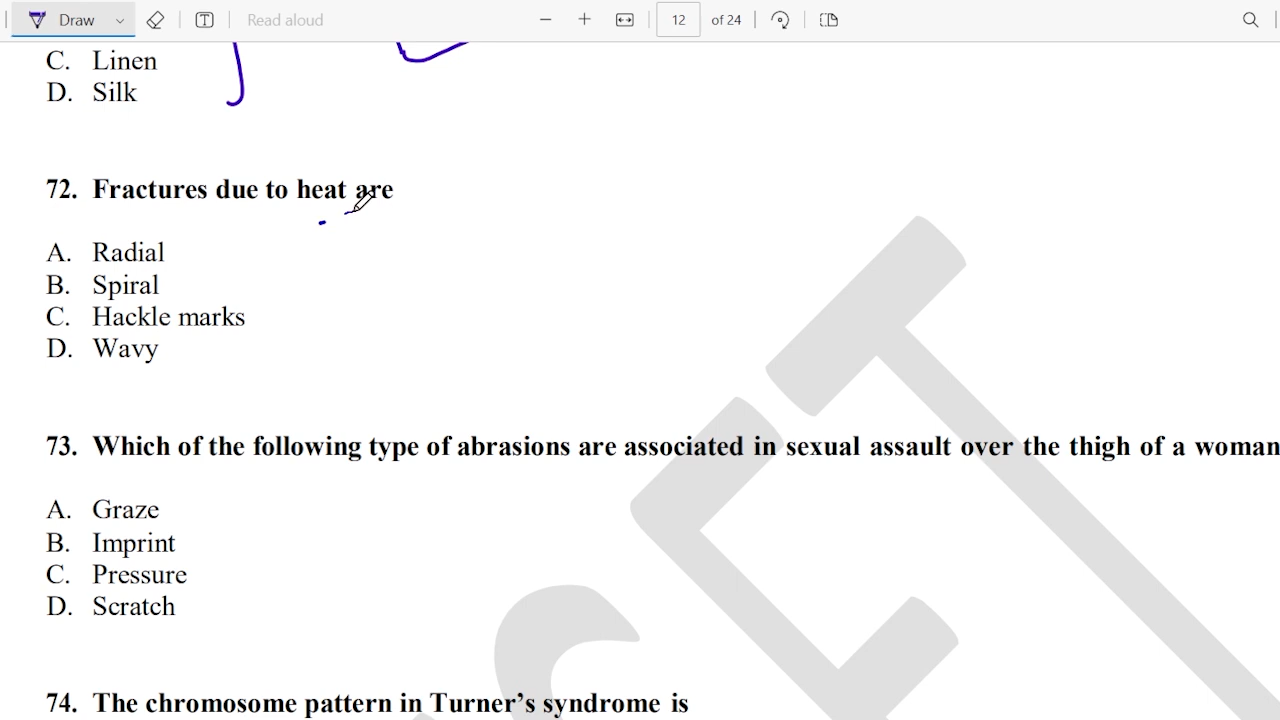 Draw
Read aloud
12 of 24
C. Linen
D. Silk
72. Fractures due to heat are
A. Radial
B. Spiral
C. Hackle marks
D. Wavy
73. Which of the following type of abrasions are associated in sexual assault over the thigh of a woman
A. Graze
B. Imprint
C. Pressure
D. Scratch
74. The chromosome pattern in Turner’s syndrome is